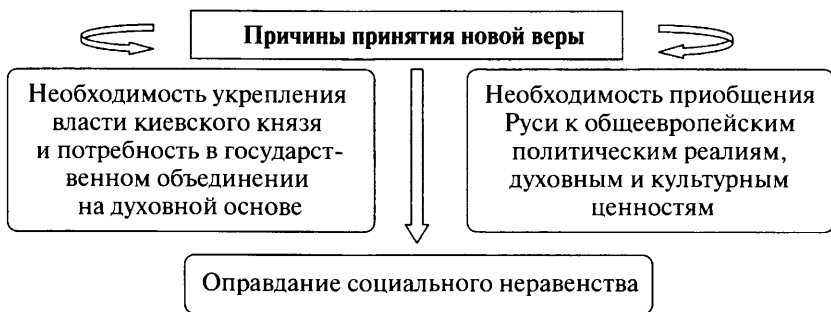 Причины принятия новой веры
Необходимость укрепления
власти киевского князя
и потребность в государст-
венном объединении
на духовной основе
Необходимость приобщения
Руси к общеевропейским
политическим реалиям,
духовным и культурным
ценностям
Оправдание социального неравенства